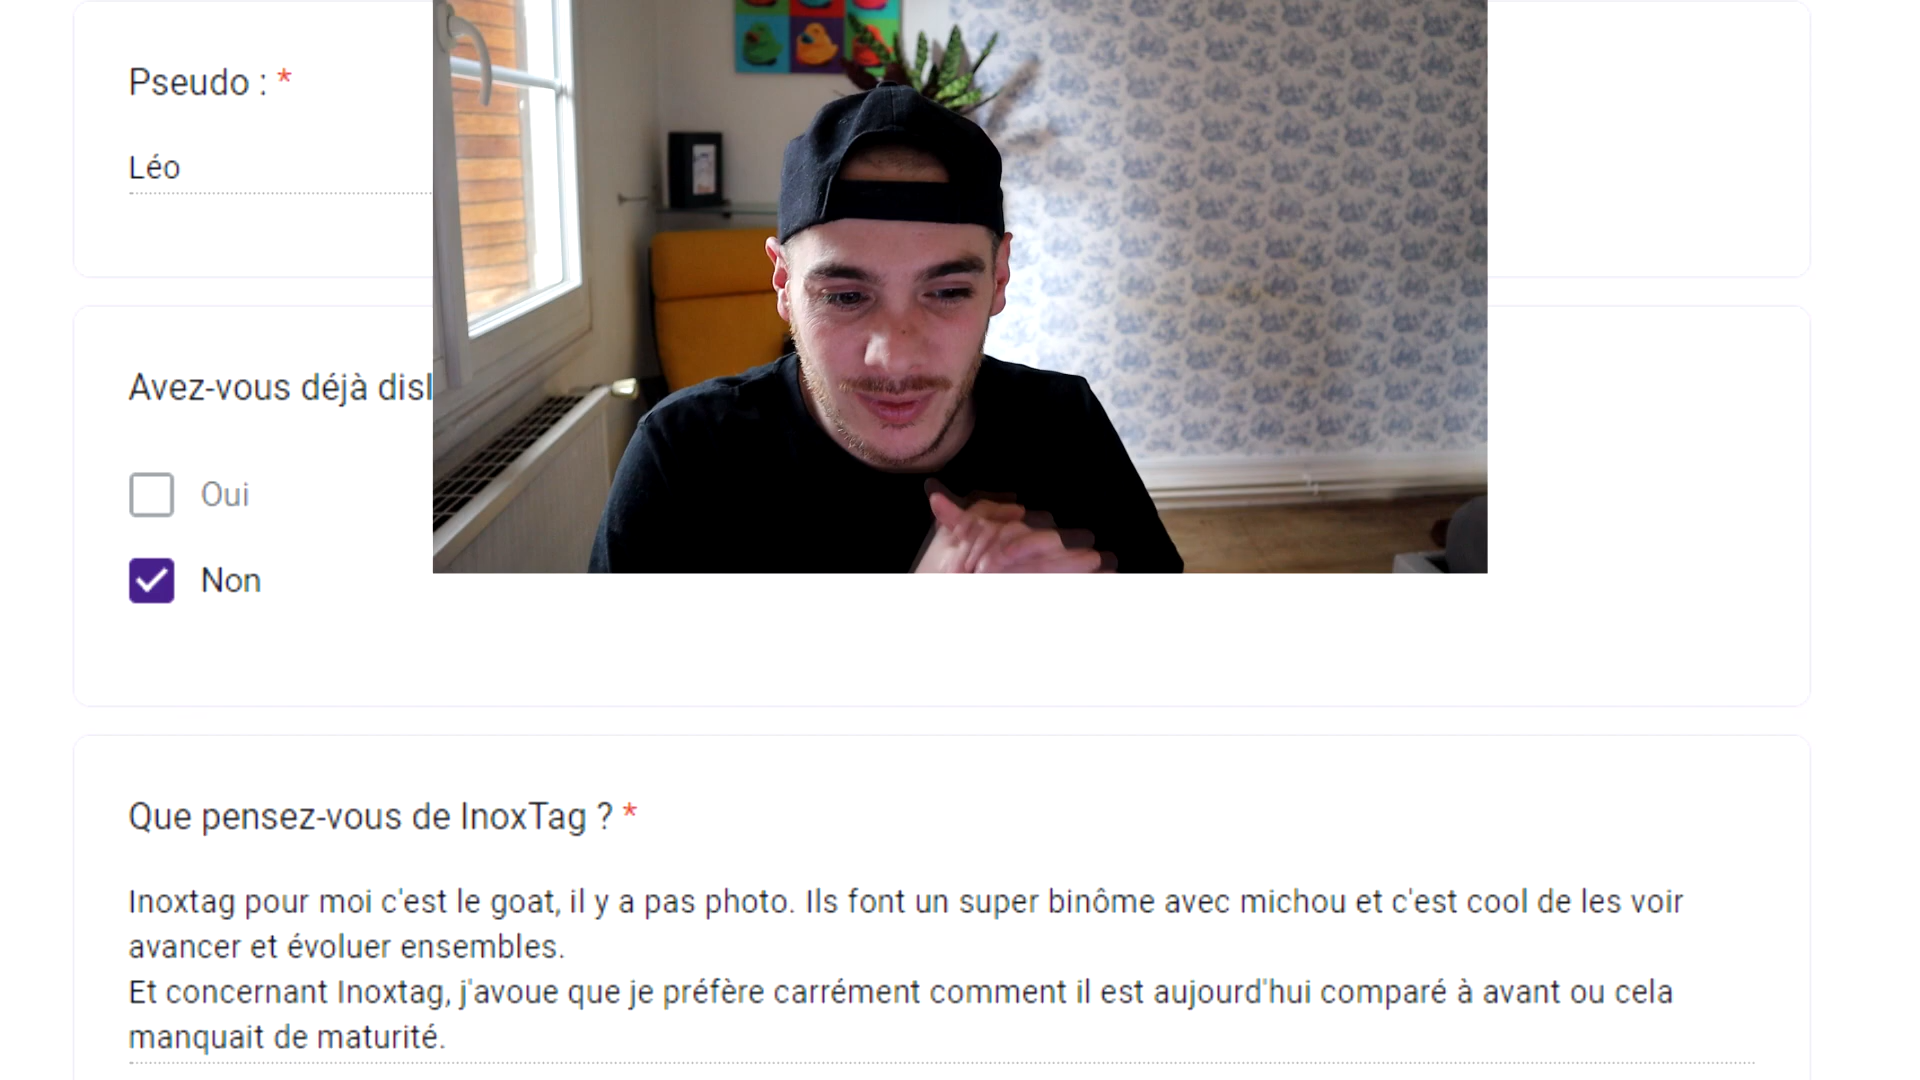 Pseudo : *
Léo
Avez-vous déjà
Oui
Non
Que pensez-vous de InoxTag ? *
Inoxtag pour moi c'est le goat, il y a pas photo. Ils font un super binôme avec michou et c'est cool de les voir
avancer et évoluer ensembles.
Et concernant Inoxtag, j'avoue que je préfère carrément comment il est aujourd'hui comparé à avant ou cela
manquait de maturité.